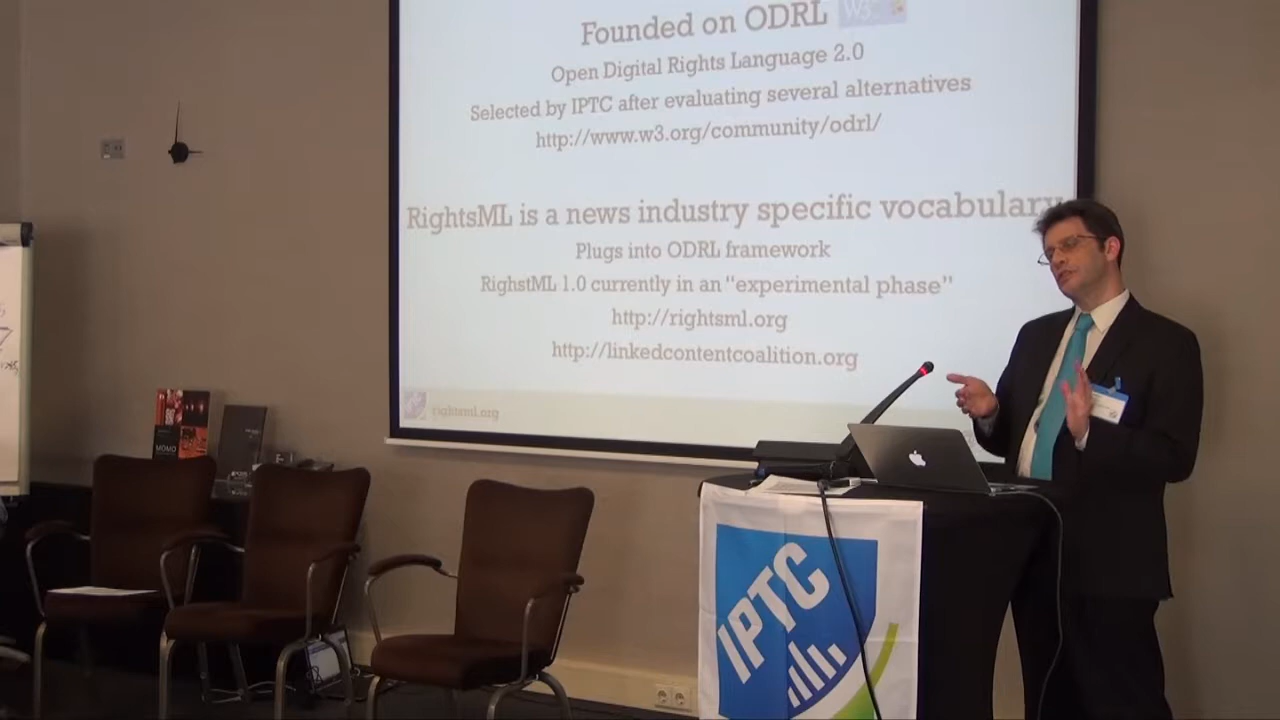 Founded on ODRL
W3C
Open Digital Rights Language 2.0
Selected by IPTC after evaluating several alternatives
http://www.w3.org/community/odrl/
RightsML is a news industry specific vocabulary
Plugs into ODRL framework
RighstML 1.0 currently in an “experimental phase”
http://rightsml.org
http://linkedcontentcoalition.org
rightsml.org
MOMO
IPTC